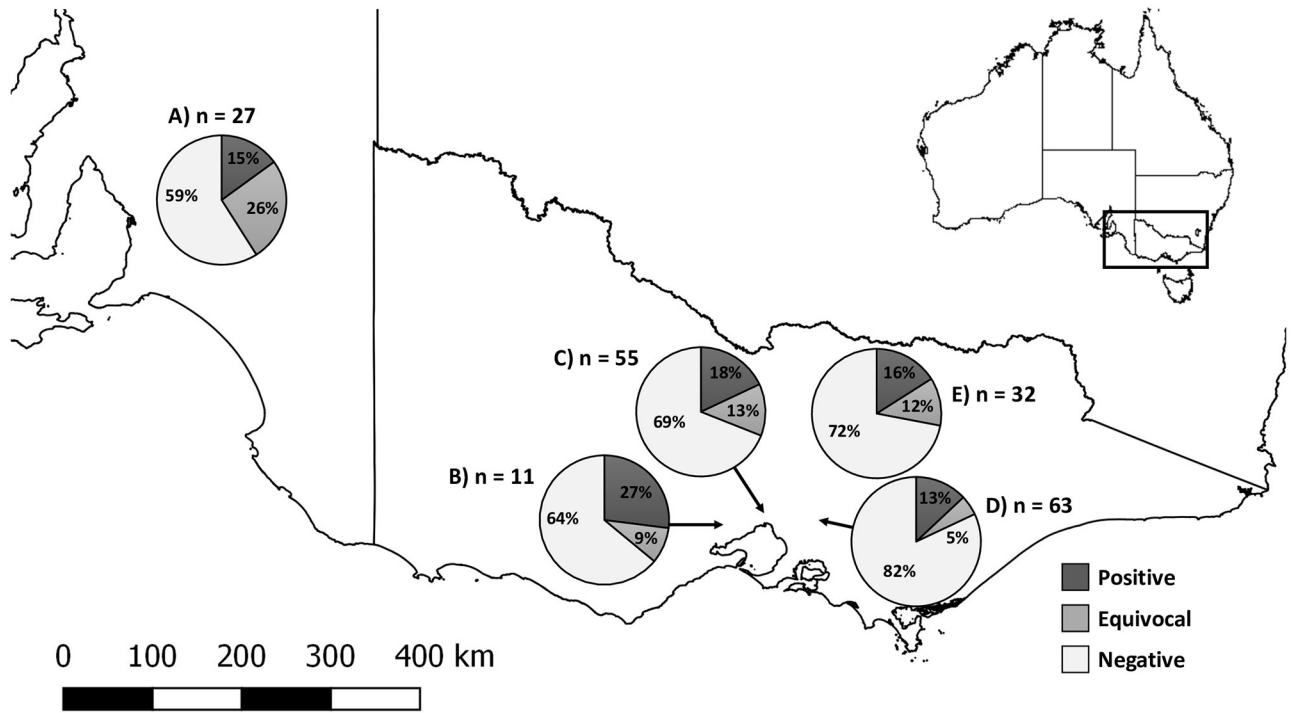 A) n = 27
15%
59%
26%
C) n = 55
18%
13%
69%
16%
12%
72%
E) n = 32
B) n = 11
27%
64%
9%
13%
D) n = 63
5%
82%
Positive
Equivocal
Negative
0 100 200 300 400 km